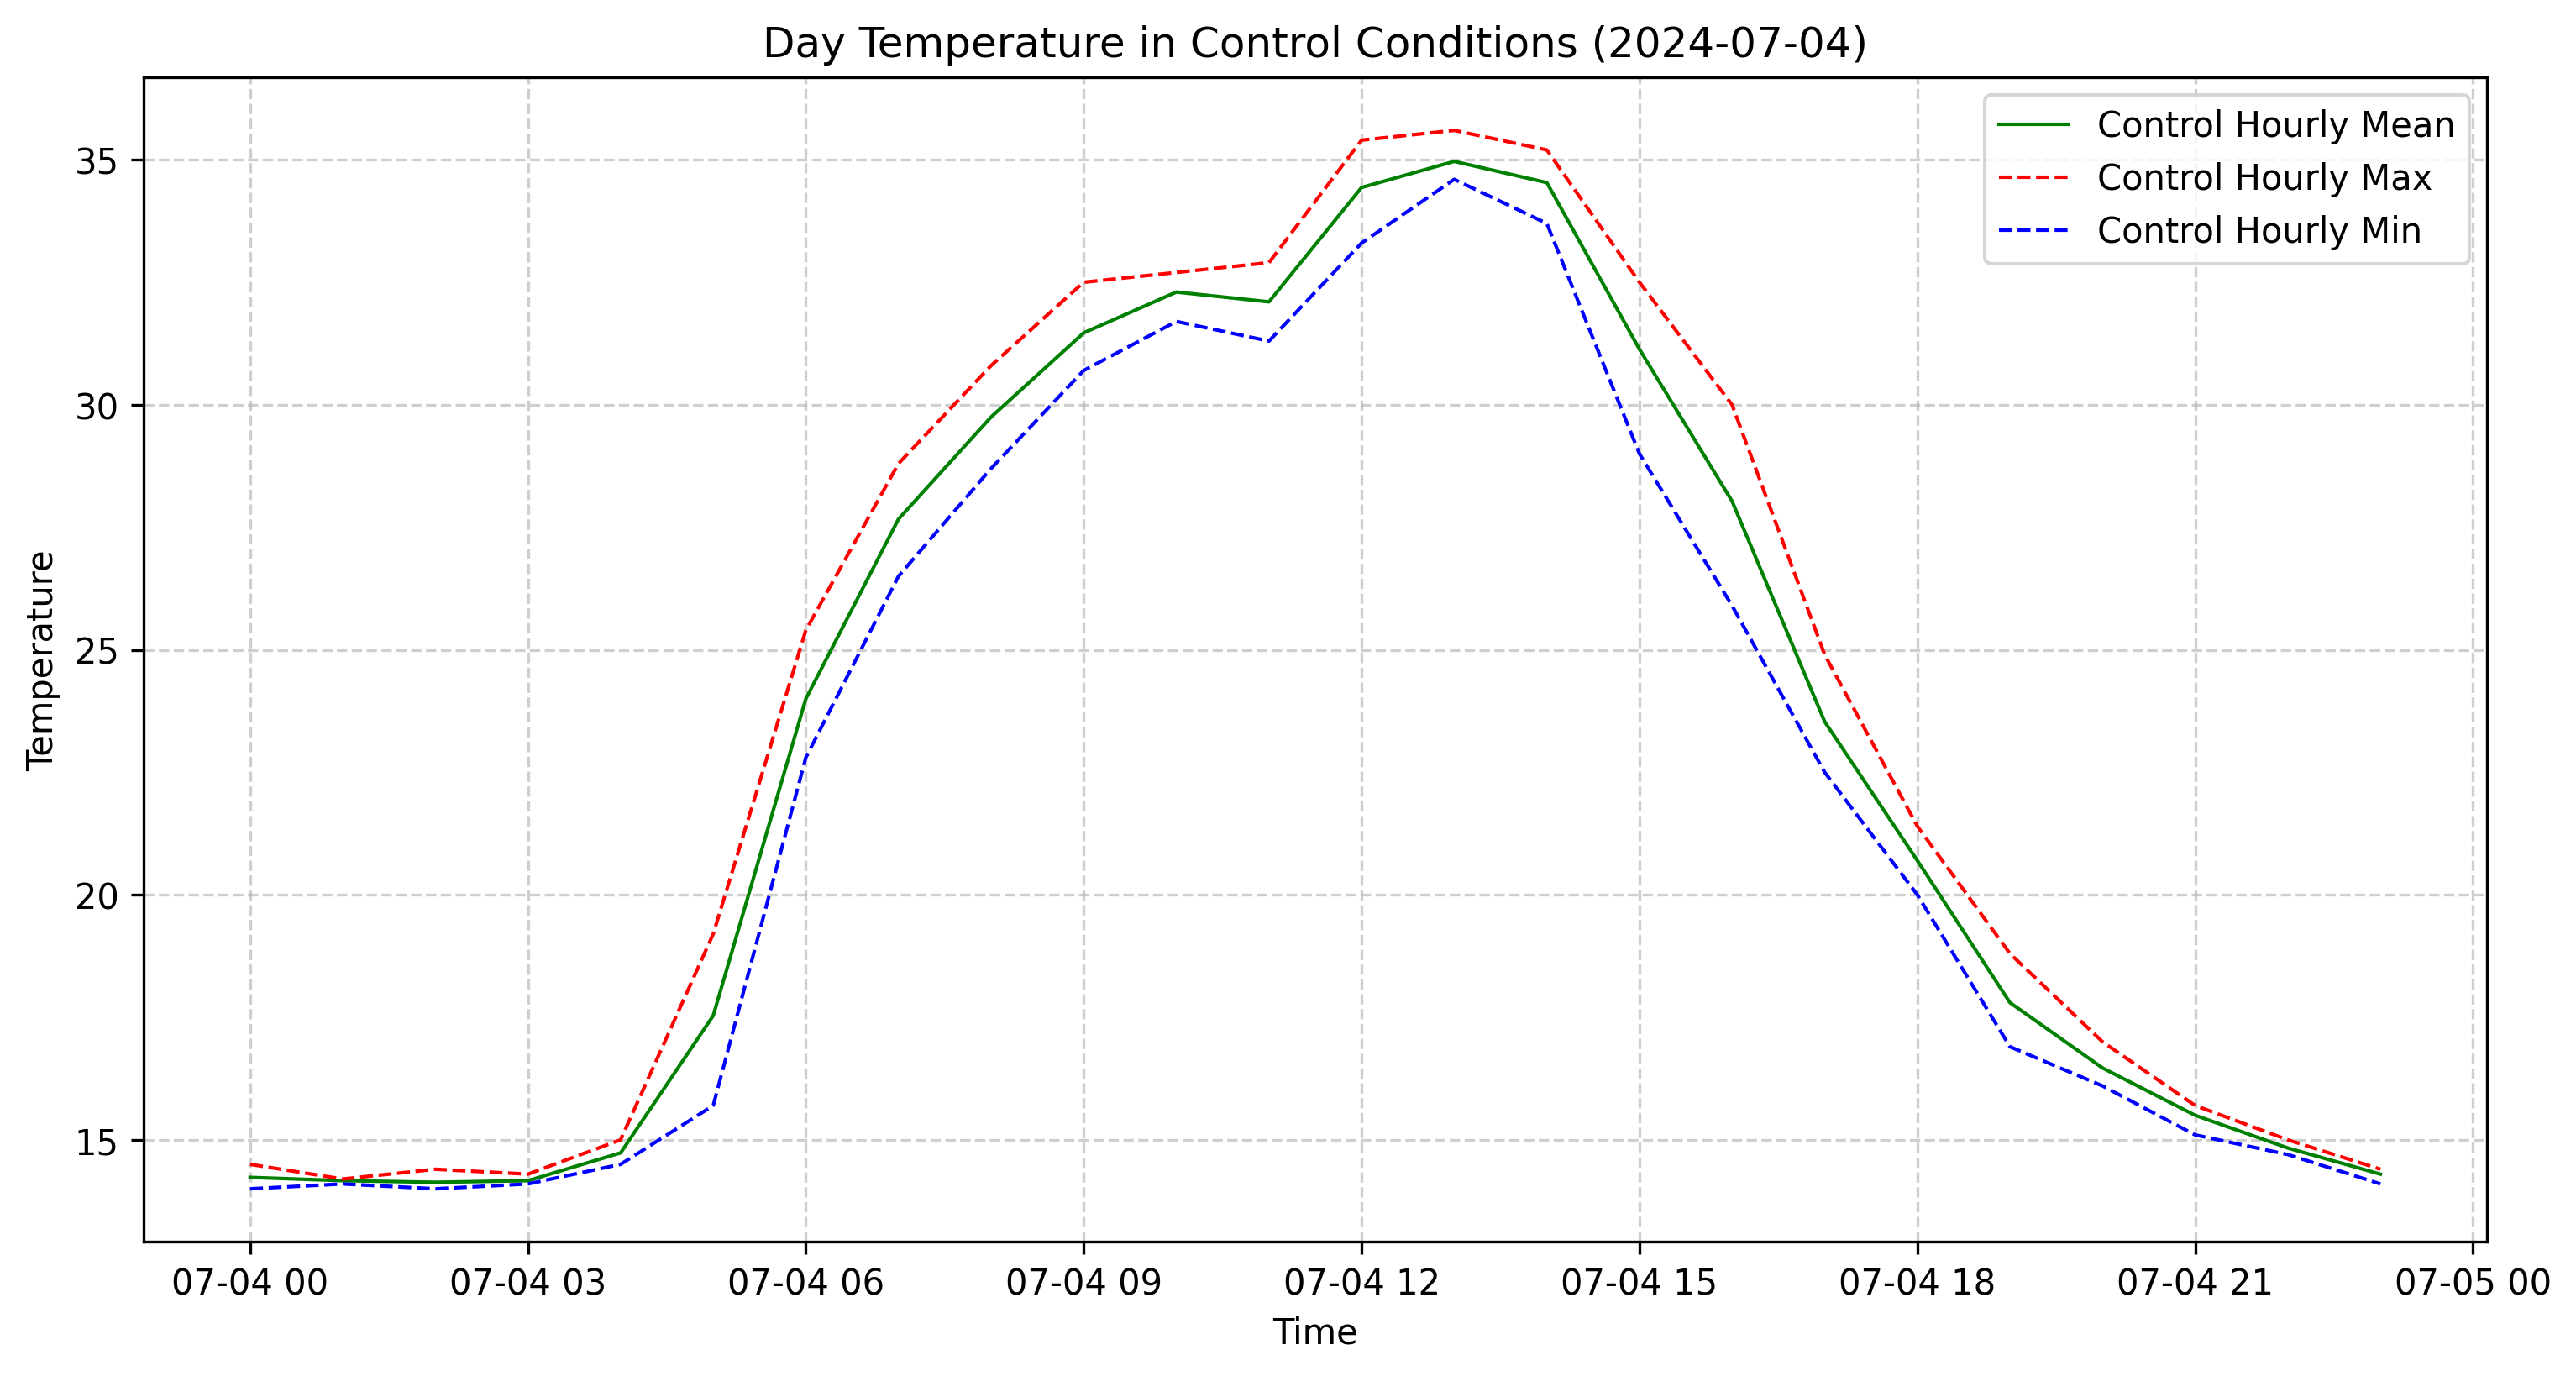 Day Temperature in Control Conditions (2024-07-04)
Control Hourly Mean
Control Hourly Max
Control Hourly Min
Temperature
35
30
25
20
15
07-04 00 07-04 03 07-04 06 07-04 09 07-04 12 07-04 15 07-04 18 07-04 21 07-05 00
Time